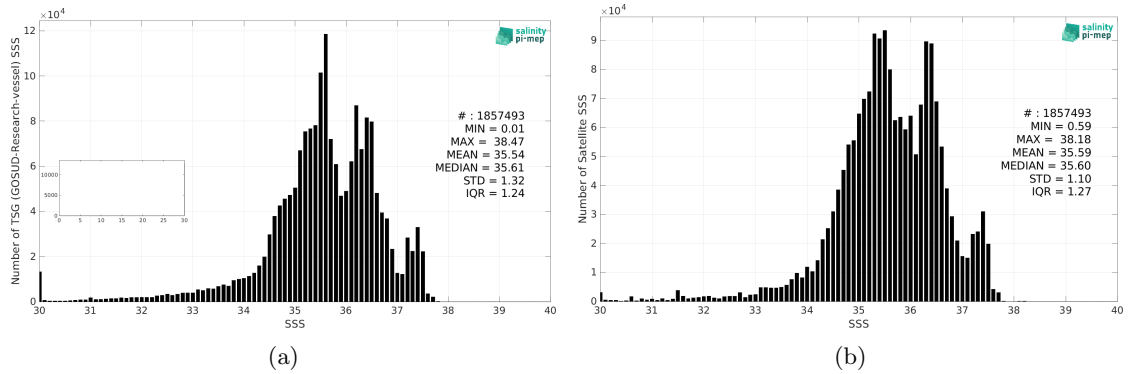 ×10⁴
salinity
pi-mep
Number of TSG (GOSUD-Research-vessel) SSS
12
10
8
6
4
2
0
# : 1857493
MIN = 0.01
MAX = 38.47
MEAN = 35.54
MEDIAN = 35.61
STD = 1.32
IQR = 1.24
10000
5000
0
0 5 10 15 20 25 30
30 31 32 33 34 35 36 37 38 39 40
SSS
(a)
×10⁴
salinity
pi-mep
Number of Satellite SSS
9
8
7
6
5
4
3
2
1
0
# : 1857493
MIN = 0.59
MAX = 38.18
MEAN = 35.59
MEDIAN = 35.60
STD = 1.10
IQR = 1.27
30 31 32 33 34 35 36 37 38 39 40
SSS
(b)